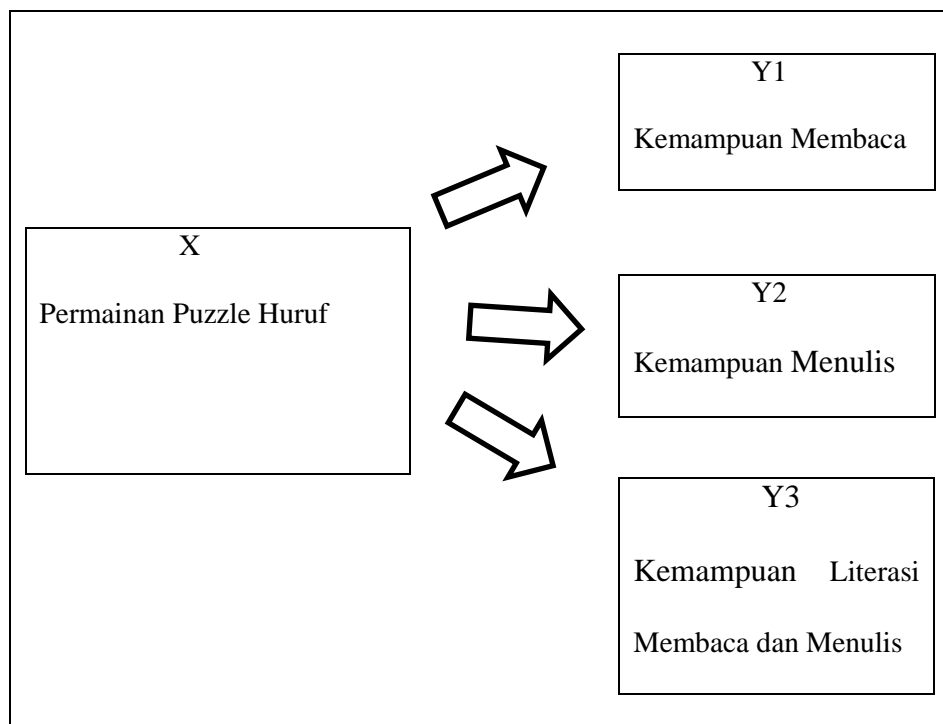 X
Permainan Puzzle Huruf
Y1
Kemampuan Membaca
Y2
Kemampuan Menulis
Y3
Kemampuan Literasi
Membaca dan Menulis